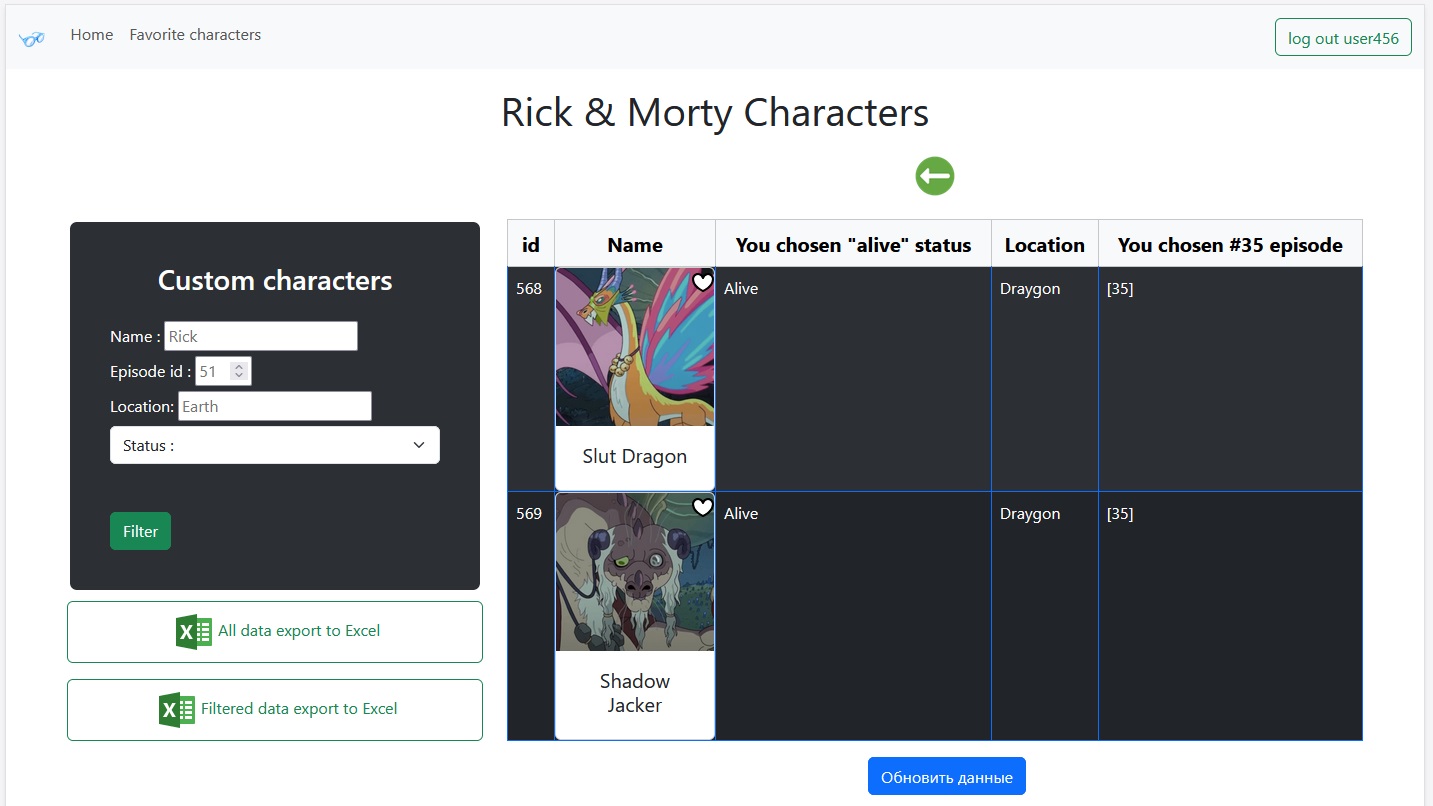 Home Favorite characters
log out user456
Rick & Morty Characters
Custom characters
Name : Rick
Episode id : 51
Location: Earth
Status :
Filter
All data export to Excel
Filtered data export to Excel
id Name You chosen "alive" status Location You chosen #35 episode
568 Alive Draygon [35]
Slut Dragon
569 Alive Draygon [35]
Shadow
Jacker
Обновить данные